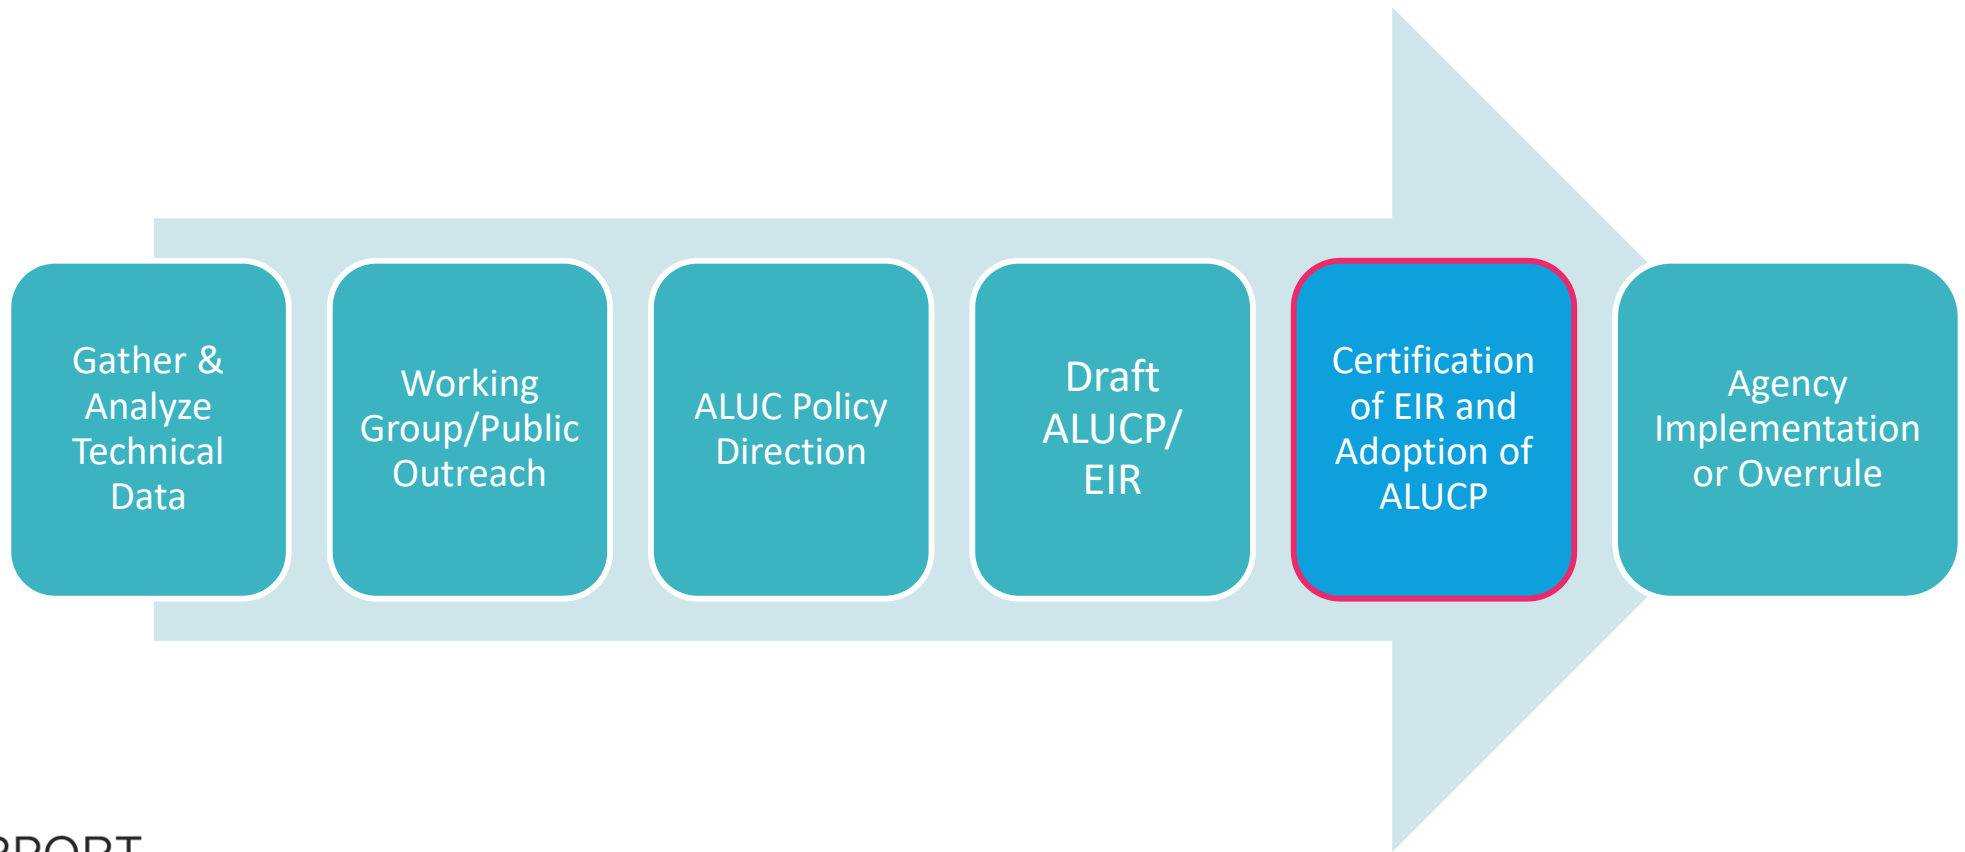 Gather &
Analyze
Technical
Data
Working
Group/Public
Outreach
ALUC Policy
Direction
Draft
ALUCP/
EIR
Certification
of EIR and
Adoption of
ALUCP
Agency
Implementation
or Overrule